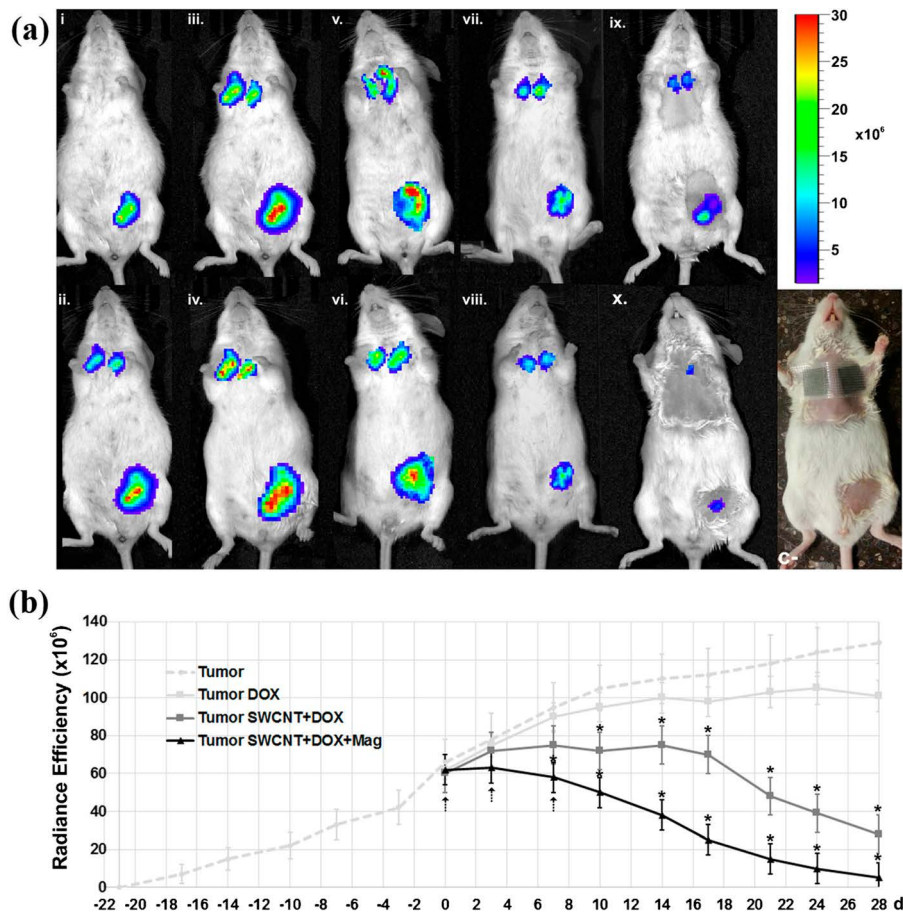 (a)
i
iii.
v.
vii.
ix.
30
25
20
x10⁶
15
10
5
ii.
iv.
vi.
viii.
x.
C-
(b)
Radiance Efficiency (x10⁶)
140
120
100
80
60
40
20
0
Tumor
Tumor DOX
Tumor SWCNT+DOX
Tumor SWCNT+DOX+Mag
* * * * * * *
* * * * * * * *
-22 -20 -18 -16 -14 -12 -10 -8 -6 -4 -2 0 2 4 6 8 10 12 14 16 18 20 22 24 26 28 d